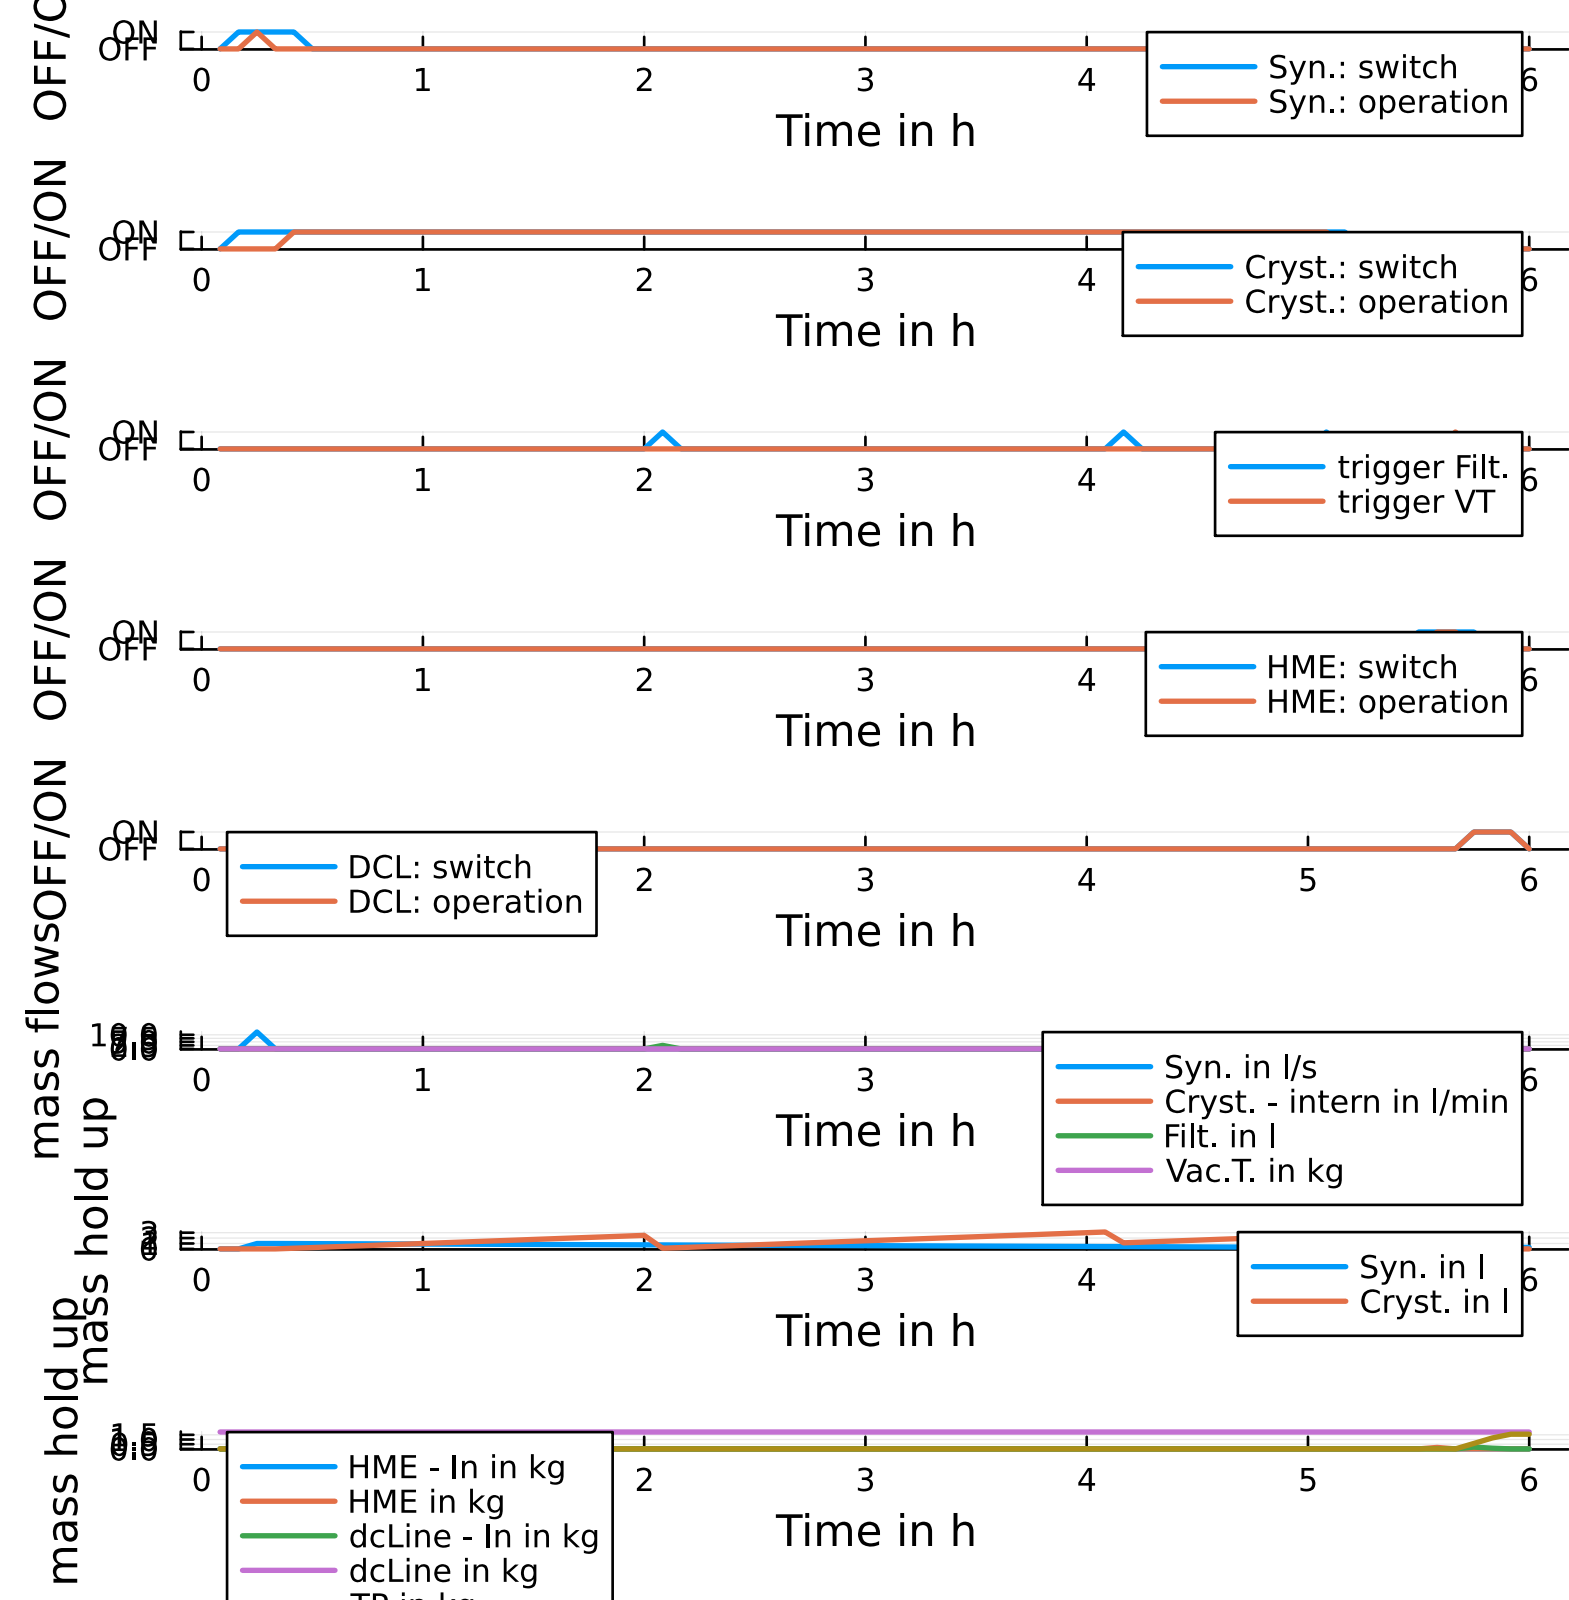 OFF/O
ON
OFF
0 1 2 3 4 6
Syn.: switch
Syn.: operation
Time in h
OFF/ON
ON
OFF
0 1 2 3 4 6
Cryst.: switch
Cryst.: operation
Time in h
OFF/ON
ON
OFF
0 1 2 3 4 6
trigger Filt.
trigger VT
Time in h
OFF/ON
ON
OFF
0 1 2 3 4 6
HME: switch
HME: operation
Time in h
OFF/ON
ON
OFF
0 2 3 4 5 6
DCL: switch
DCL: operation
Time in h
mass flows
0 1 2 3 6
Syn. in l/s
Cryst. - intern in l/min
Filt. in l
Vac.T. in kg
Time in h
mass hold up
0 1 2 3 4 6
Syn. in l
Cryst. in l
Time in h
mass hold up
0 2 3 4 5 6
HME - In in kg
HME in kg
dcLine - In in kg
dcLine in kg
Time in h